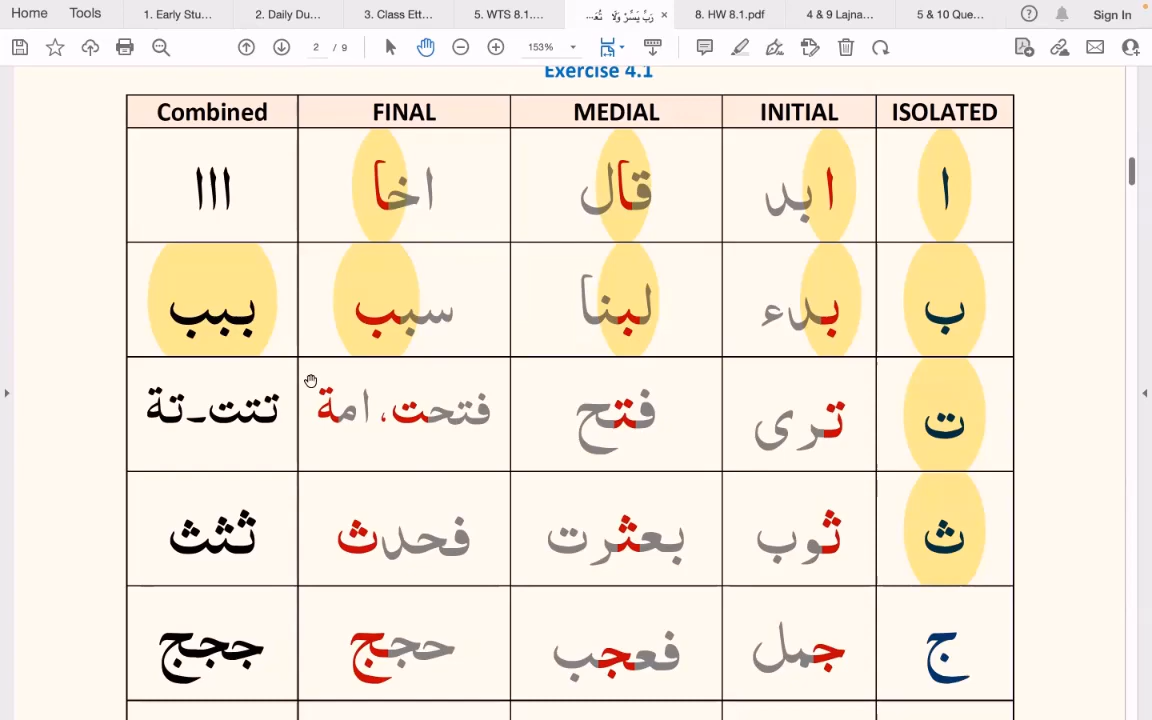 Home Tools 1. Early Stu... 2. Daily Du... 3. Class Ett... 5. WTS 8.1.... رَبِّ يَسِّرْ وَلَا تُعَ... × 8. HW 8.1.pdf 4 & 9 Lajna... 5 & 10 Que... Sign In
2 / 9 153%
Exercise 4.1
Combined FINAL MEDIAL INITIAL ISOLATED
ا ابد قال اخا ااا
ب بدء لبنا سبب ببب
ت ترى فتح فتحت، امة تتت-تة
ث ثوب بعثرت فحدث ثثث
ج جمل فعجب حجج ججج